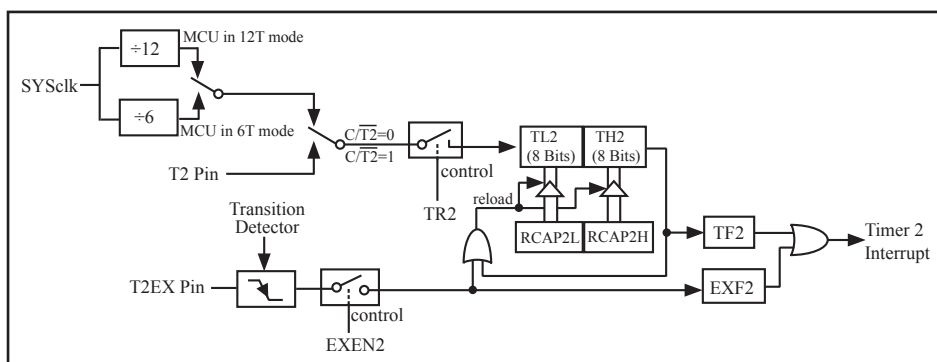 MCU in 12T mode
÷12
SYSclk
÷6
MCU in 6T mode
C/T2=0
C/T2=1
T2 Pin
control
TR2
TL2
(8 Bits)
TH2
(8 Bits)
reload
RCAP2L
RCAP2H
Transition
Detector
TF2
Timer 2
Interrupt
T2EX Pin
EXF2
control
EXEN2